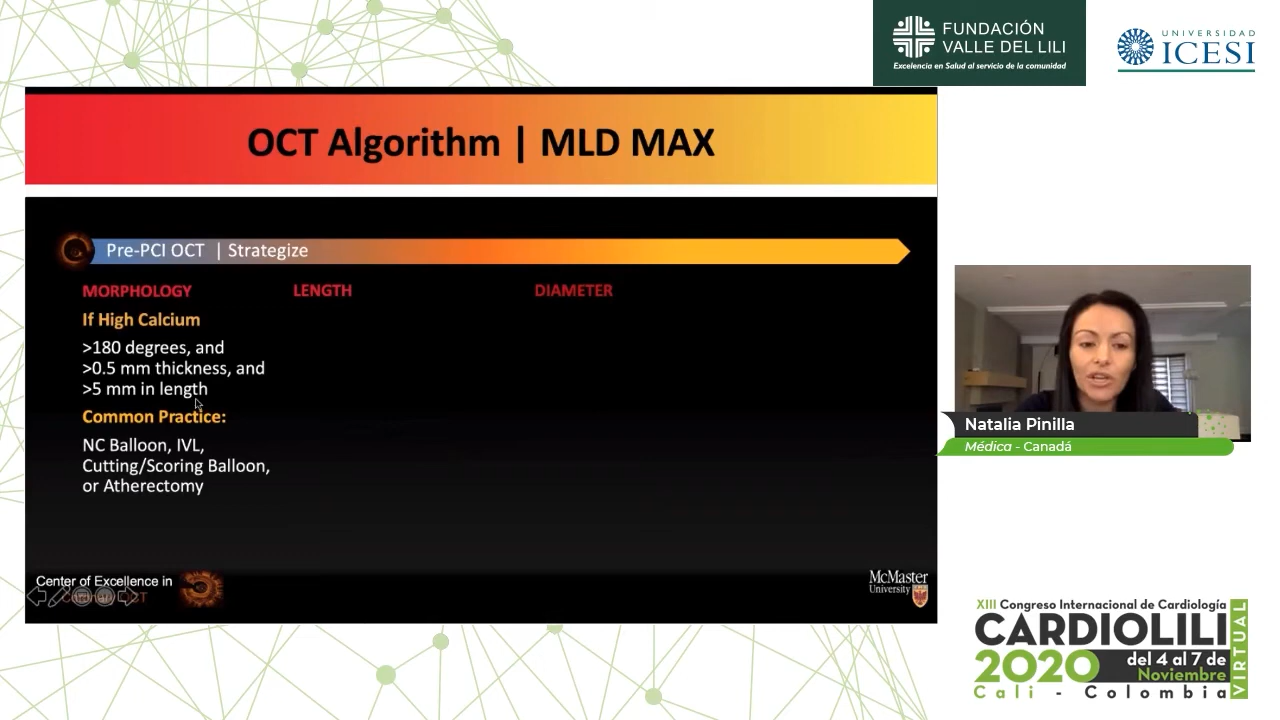 FUNDACIÓN
VALLE DEL LILI
Excelencia en Salud al servicio de la comunidad
UNIVERSIDAD
ICESI
OCT Algorithm | MLD MAX
Pre-PCI OCT | Strategize
MORPHOLOGY
LENGTH
DIAMETER
If High Calcium
>180 degrees, and
>0.5 mm thickness, and
>5 mm in length
Common Practice:
NC Balloon, IVL,
Cutting/Scoring Balloon,
or Atherectomy
Natalia Pinilla
Médica - Canadá
Center of Excellence in
Coronary OCT
McMaster
University
XIII Congreso Internacional de Cardiología
CARDIOLILI
2020 del 4 al 7 de
Noviembre
VIRTUAL
Cali - Colombia